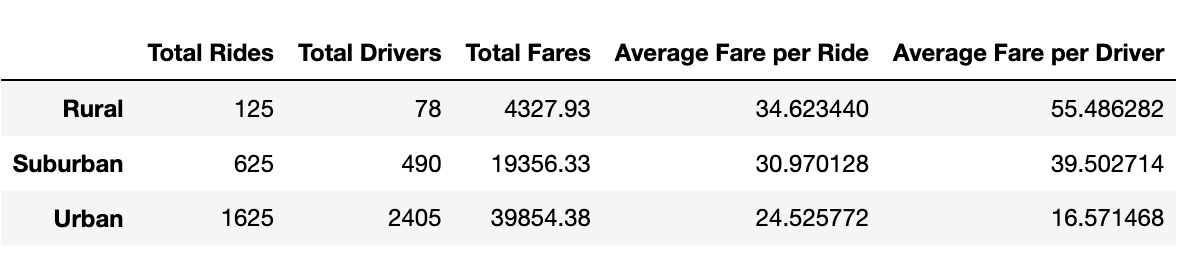 Total Rides Total Drivers Total Fares Average Fare per Ride Average Fare per Driver
Rural 125 78 4327.93 34.623440 55.486282
Suburban 625 490 19356.33 30.970128 39.502714
Urban 1625 2405 39854.38 24.525772 16.571468